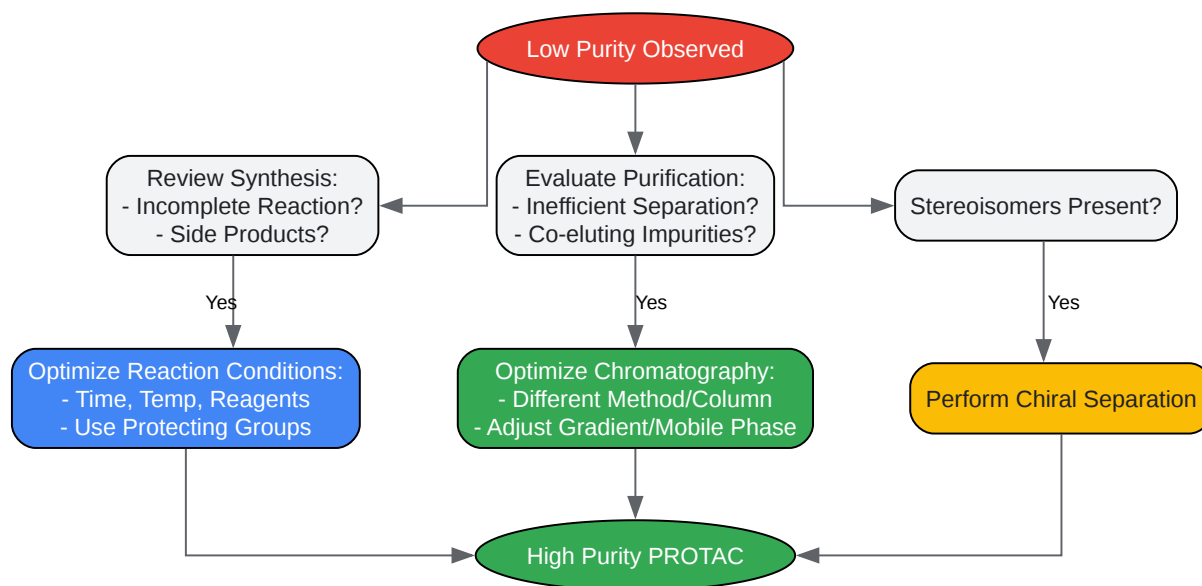 Low Purity Observed
Review Synthesis:
- Incomplete Reaction?
- Side Products?
Evaluate Purification:
- Inefficient Separation?
- Co-eluting Impurities?
Stereoisomers Present?
Yes
Yes
Yes
Optimize Reaction Conditions:
- Time, Temp, Reagents
- Use Protecting Groups
Optimize Chromatography:
- Different Method/Column
- Adjust Gradient/Mobile Phase
Perform Chiral Separation
High Purity PROTAC